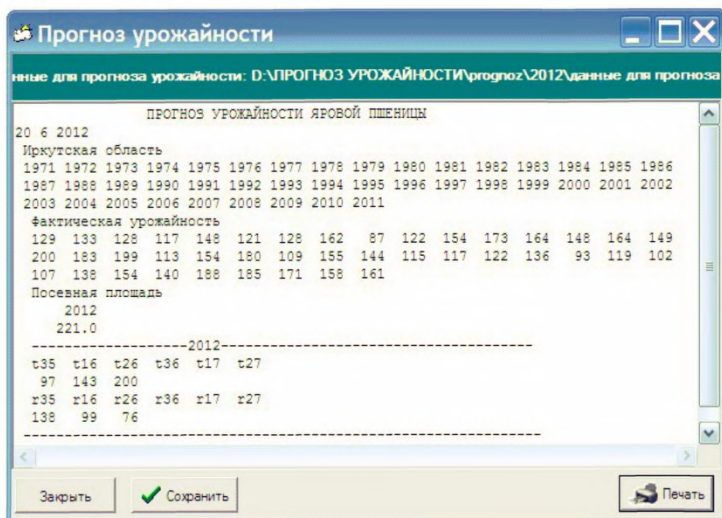 Прогноз урожайности
нные для прогноза урожайности: D:\ПРОГНОЗ УРОЖАЙНОСТИ\prognoz\2012\данные для прогноза
ПРОГНОЗ УРОЖАЙНОСТИ ЯРОВОЙ ПШЕНИЦЫ
20 6 2012
Иркутская область
1971 1972 1973 1974 1975 1976 1977 1978 1979 1980 1981 1982 1983 1984 1985 1986
1987 1988 1989 1990 1991 1992 1993 1994 1995 1996 1997 1998 1999 2000 2001 2002
2003 2004 2005 2006 2007 2008 2009 2010 2011
Фактическая урожайность
129 133 128 117 148 121 128 162 87 122 154 173 164 148 164 149
200 183 199 113 154 180 109 155 144 115 117 122 136 93 119 102
107 138 154 140 188 185 171 158 161
Посевная площадь
2012
221.0
--------------------2012----------------------------------------
t35 t16 t26 t36 t17 t27
97 143 200
r35 r16 r26 r36 r17 r27
138 99 76
-----------------------------------------------------------------
Закрыть
Сохранить
Печать